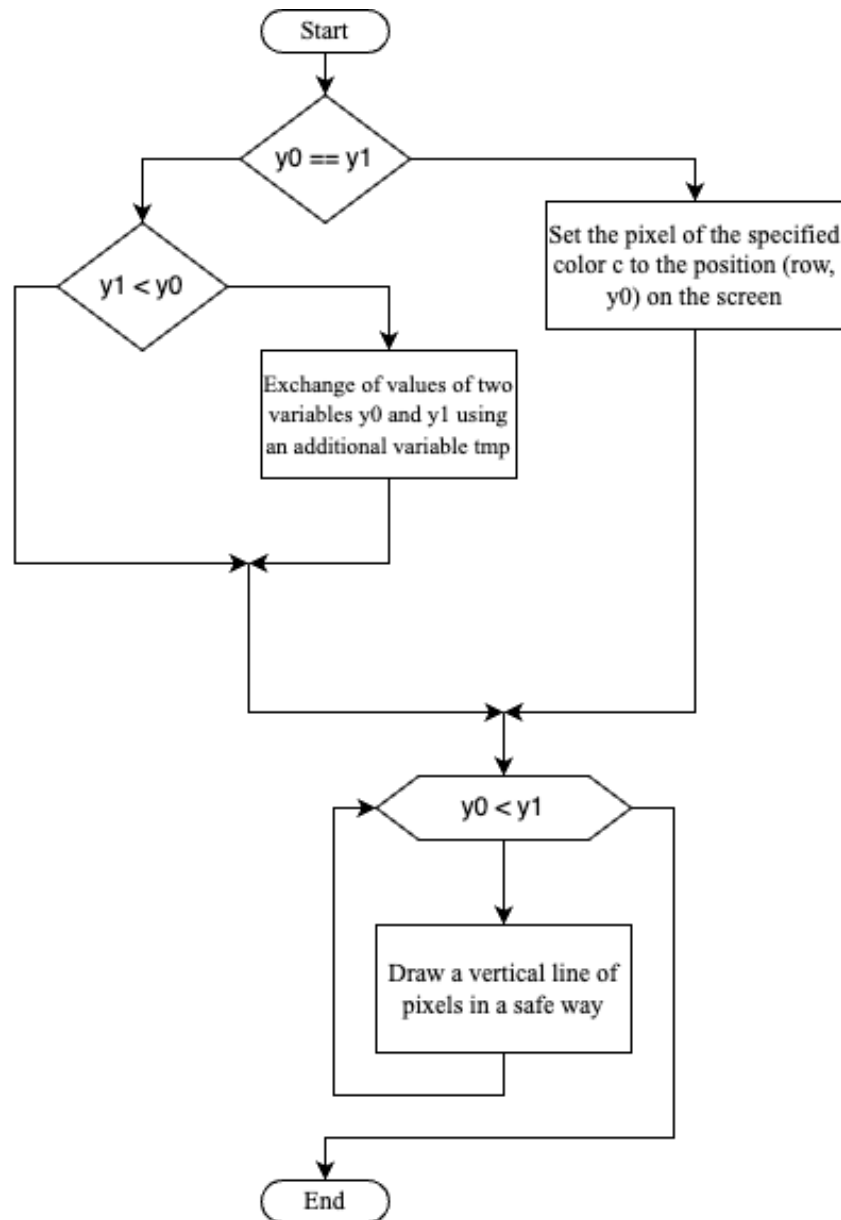 Start
y0 == y1
Set the pixel of the specified
color c to the position (row,
y0) on the screen
y1 < y0
Exchange of values of two
variables y0 and y1 using
an additional variable tmp
y0 < y1
Draw a vertical line of
pixels in a safe way
End